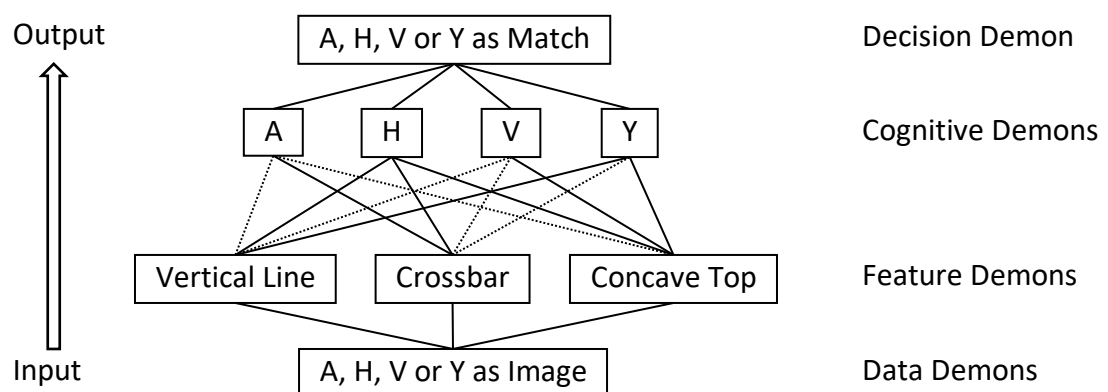 Output A, H, V or Y as Match Decision Demon
A H V Y Cognitive Demons
Vertical Line Crossbar Concave Top Feature Demons
Input A, H, V or Y as Image Data Demons